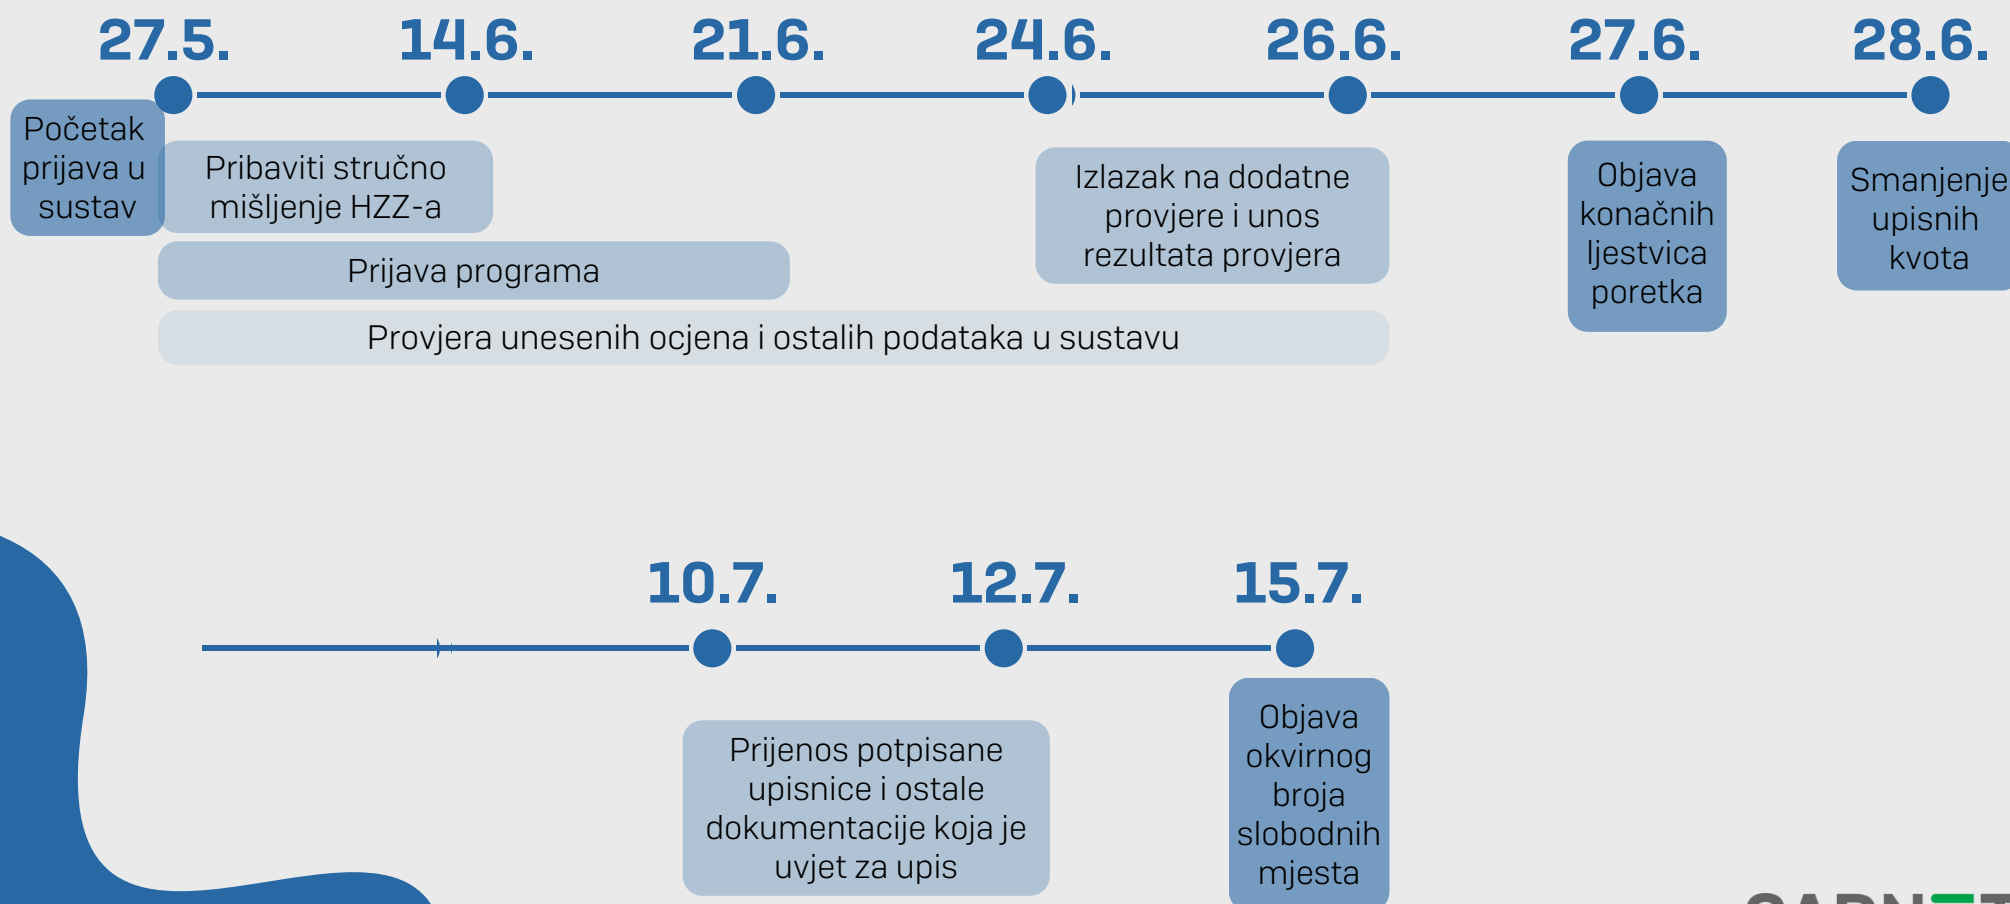 27.5.
14.6.
21.6.
24.6.
26.6.
27.6.
28.6.
Početak
prijava u
sustav
Pribaviti stručno
mišljenje HZZ-a
Prijava programa
Provjera unesenih ocjena i ostalih podataka u sustavu
Izlazak na dodatne
provjere i unos
rezultata provjera
Objava
konačnih
ljestvica
poretka
Smanjenje
upisnih
kvota
10.7.
12.7.
15.7.
Prijenos potpisane
upisnice i ostale
dokumentacije koja je
uvjet za upis
Objava
okvirnog
broja
slobodnih
mjesta